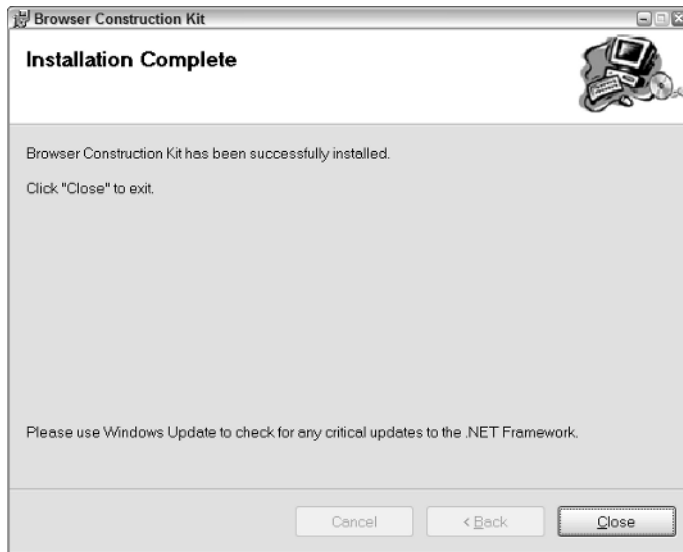 Browser Construction Kit
Installation Complete
Browser Construction Kit has been successfully installed.
Click "Close" to exit.
Please use Windows Update to check for any critical updates to the .NET Framework.
Cancel
< Back
Close